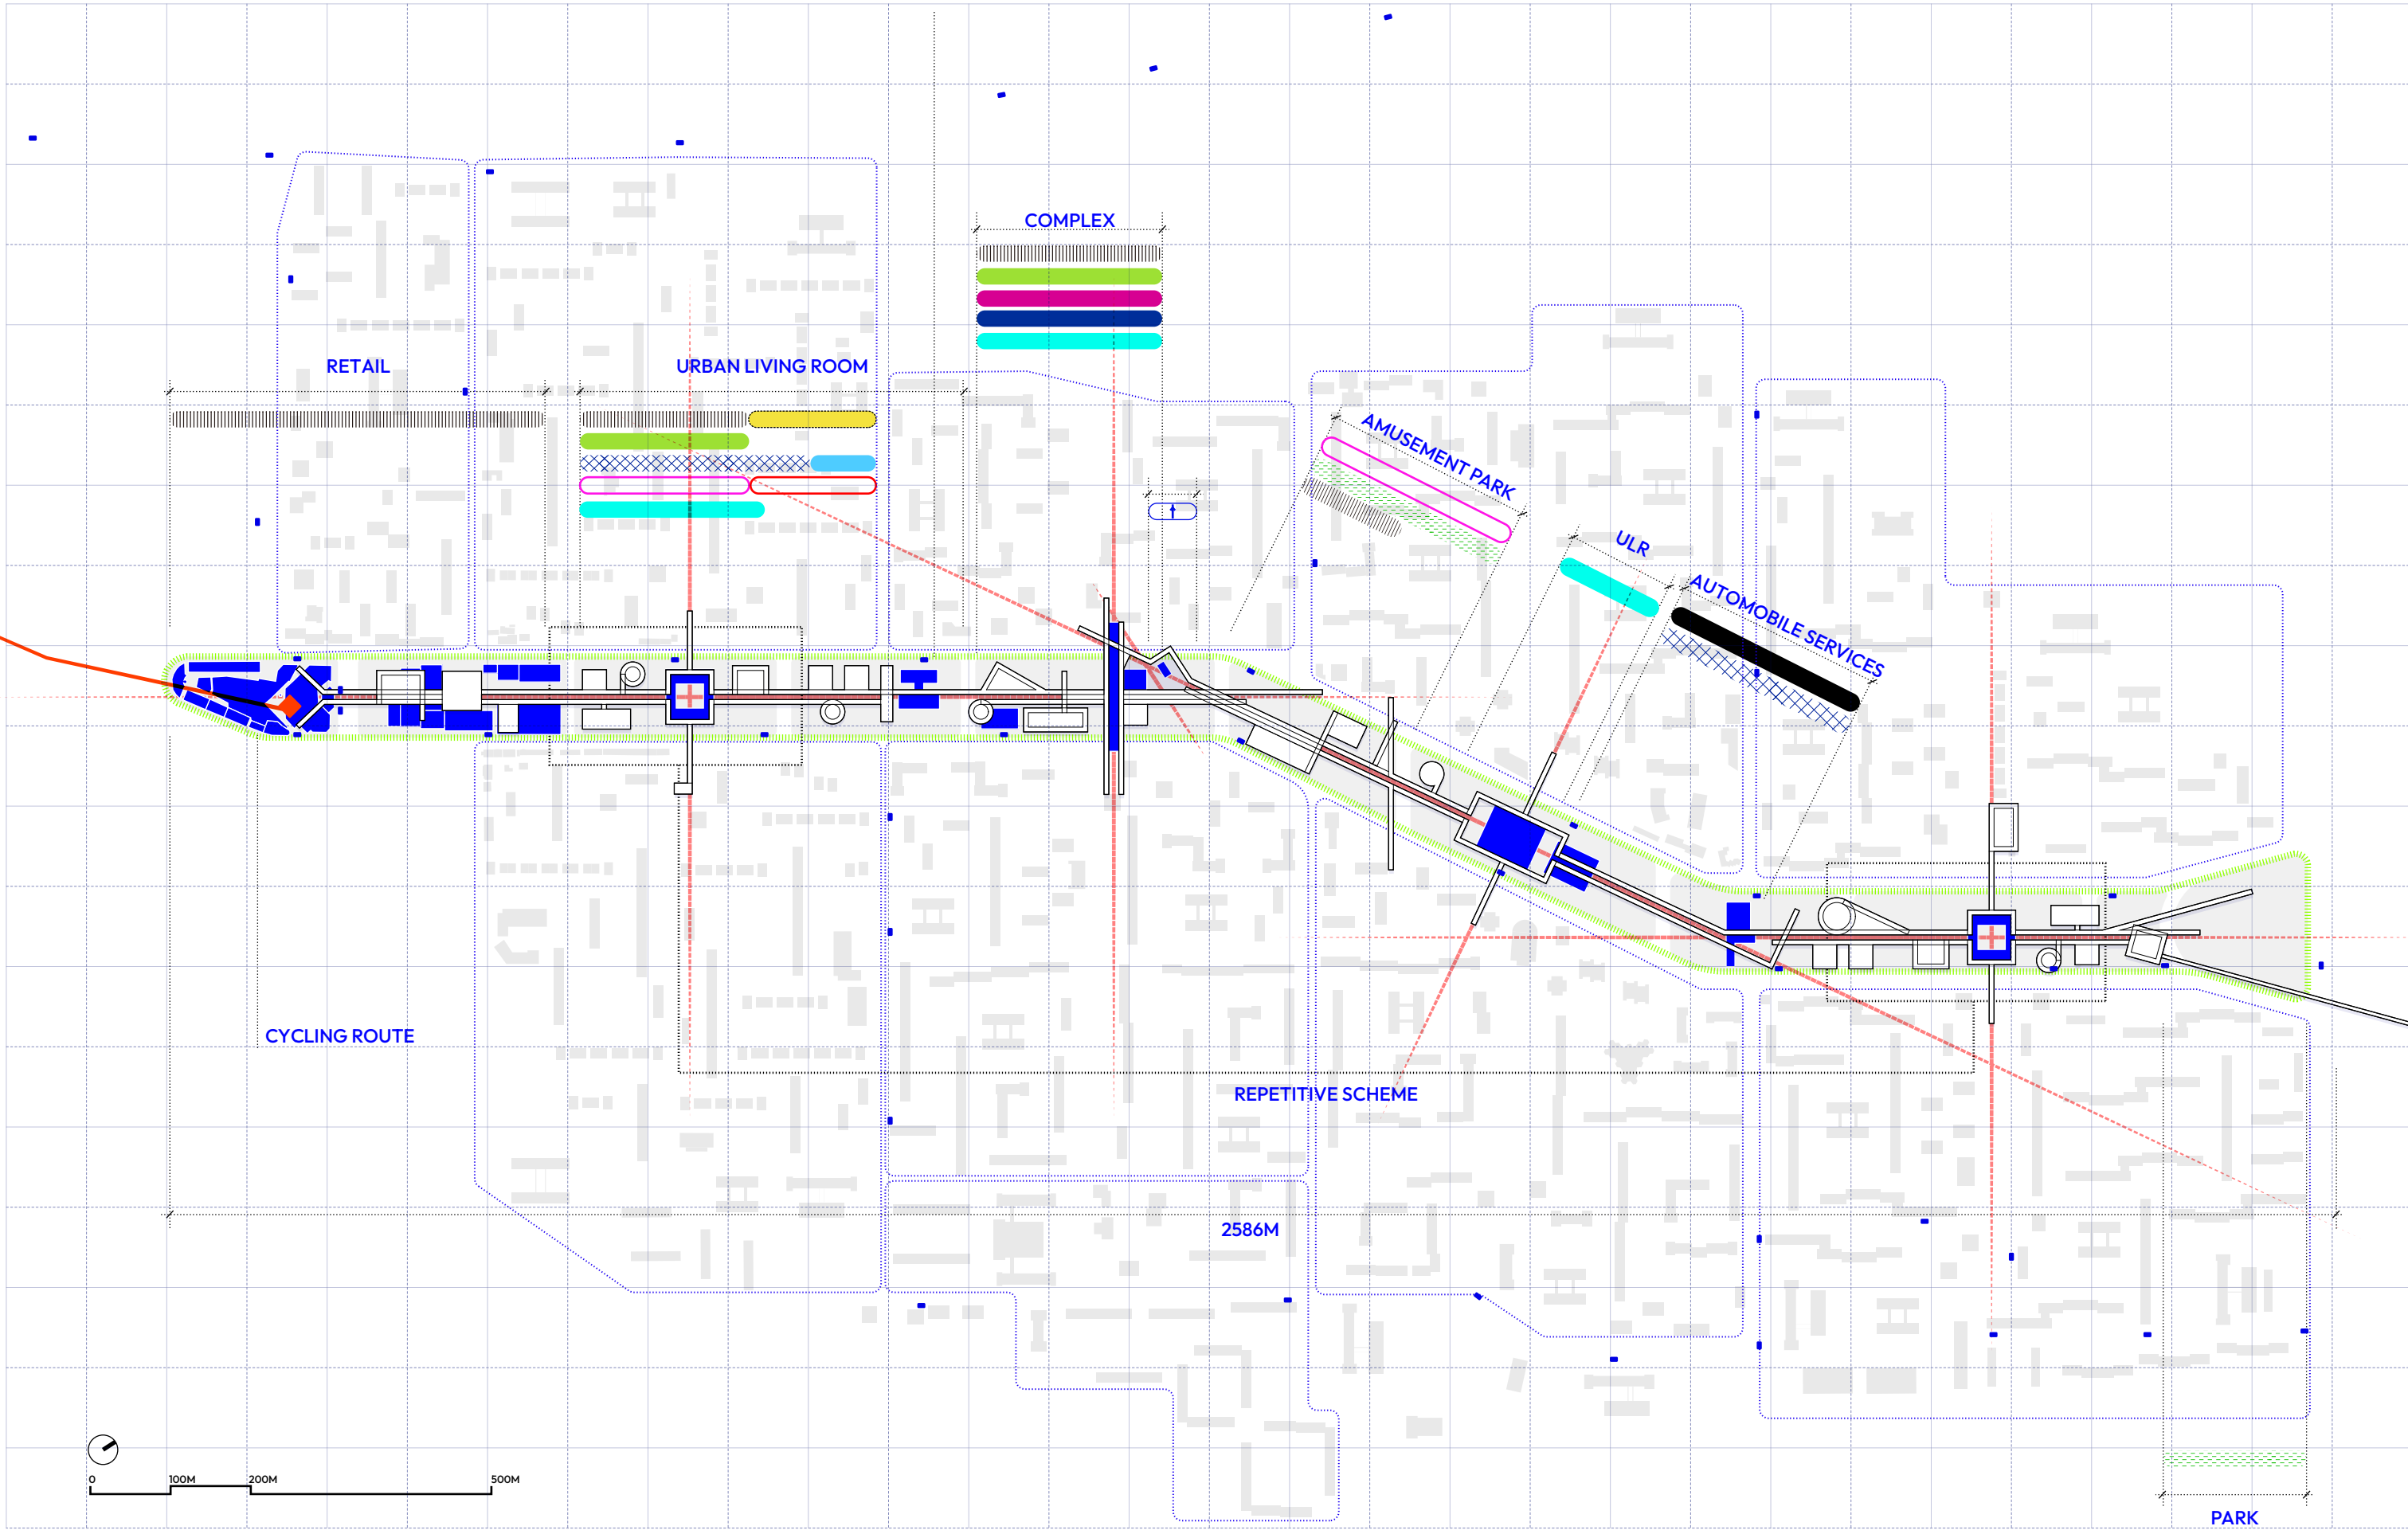 COMPLEX
RETAIL
URBAN LIVING ROOM
AMUSEMENT PARK
ULR
AUTOMOBILE SERVICES
CYCLING ROUTE
REPETITIVE SCHEME
2586M
0 100M 200M 500M
PARK